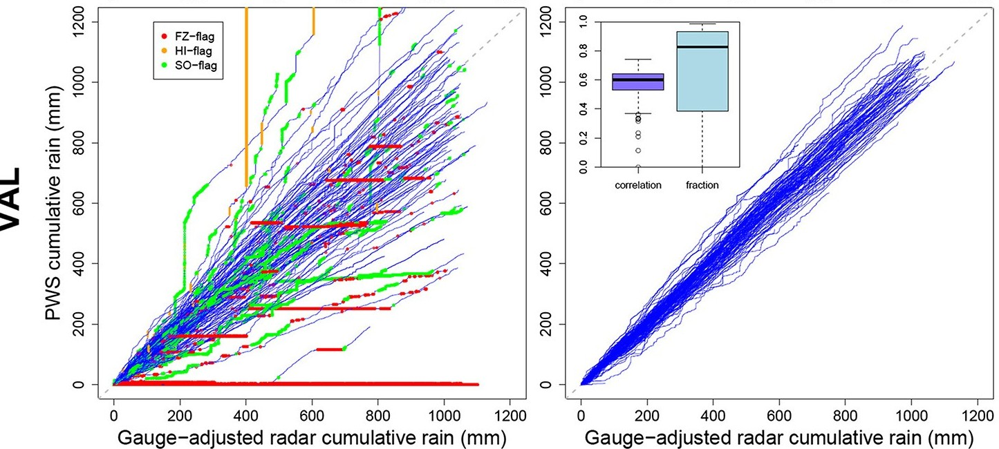 VAL
PWS cumulative rain (mm)
0
200
400
600
800
1000
1200
FZ−flag
HI−flag
SO−flag
0 200 400 600 800 1000 1200
Gauge−adjusted radar cumulative rain (mm)
0
200
400
600
800
1000
1200
0.0
0.2
0.4
0.6
0.8
1.0
correlation fraction
0 200 400 600 800 1000 1200
Gauge−adjusted radar cumulative rain (mm)